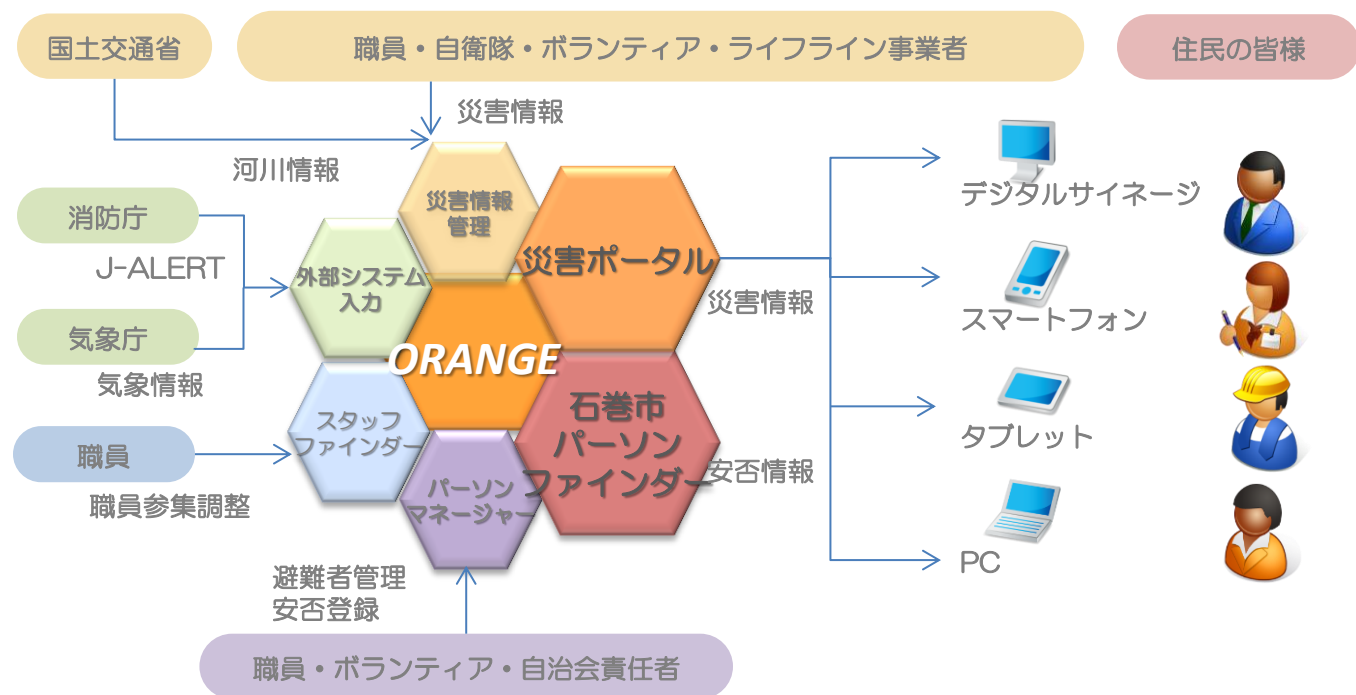 国土交通省
職員・自衛隊・ボランティア・ライフライン事業者
住民の皆様
災害情報
河川情報
消防庁
J-ALERT
気象庁
気象情報
職員
職員参集調整
災害情報
管理
外部システム
入力
ORANGE
スタッフ
ファインダー
パーソン
マネージャー
災害ポータル
石巻市
パーソン
ファインダー
災害情報
安否情報
デジタルサイネージ
スマートフォン
タブレット
PC
避難者管理
安否登録
職員・ボランティア・自治会責任者